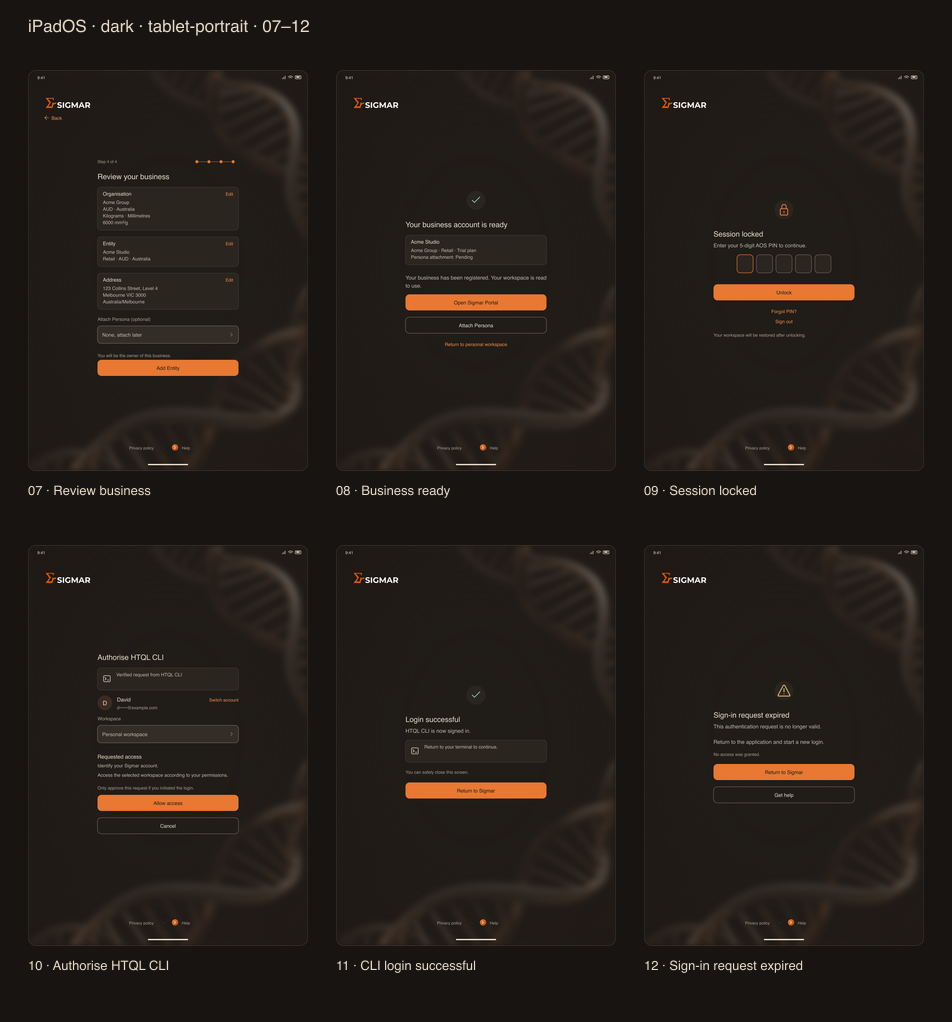 iPadOS · dark · tablet-portrait · 07–12
9:41
SIGMAR
Back
Step 4 of 4
Review your business
Organisation
Edit
Acme Group
AUD · Australia
Kilograms · Millimetres
6000 mmHg
Entity
Edit
Acme Studio
Retail · AUD · Australia
Address
Edit
123 Collins Street, Level 4
Melbourne VIC 3000
Australia/Melbourne
Attach Persona (optional)
None, attach later
You will be the owner of this business.
Add Entity
Privacy policy
Help
07 · Review business
9:41
SIGMAR
Your business account is ready
Acme Studio
Acme Group · Retail · Trial plan
Persona attachment: Pending
Your business has been registered. Your workspace is read
to use.
Open Sigmar Portal
Attach Persona
Return to personal workspace
Privacy policy
Help
08 · Business ready
9:41
SIGMAR
Session locked
Enter your 5-digit AOS PIN to continue.
Unlock
Forgot PIN?
Sign out
Your workspace will be restored after unlocking.
Privacy policy
Help
09 · Session locked
9:41
SIGMAR
Authorise HTQL CLI
Verified request from HTQL CLI
D
David
Switch account
Workspace
Personal workspace
Requested access
Identify your Sigmar account.
Access the selected workspace according to your permissions.
Only approve this request if you initiated the login.
Allow access
Cancel
Privacy policy
Help
10 · Authorise HTQL CLI
9:41
SIGMAR
Login successful
HTQL CLI is now signed in.
Return to your terminal to continue.
You can safely close this screen.
Return to Sigmar
Privacy policy
Help
11 · CLI login successful
9:41
SIGMAR
Sign-in request expired
This authentication request is no longer valid.
Return to the application and start a new login.
No access was granted.
Return to Sigmar
Get help
Privacy policy
Help
12 · Sign-in request expired